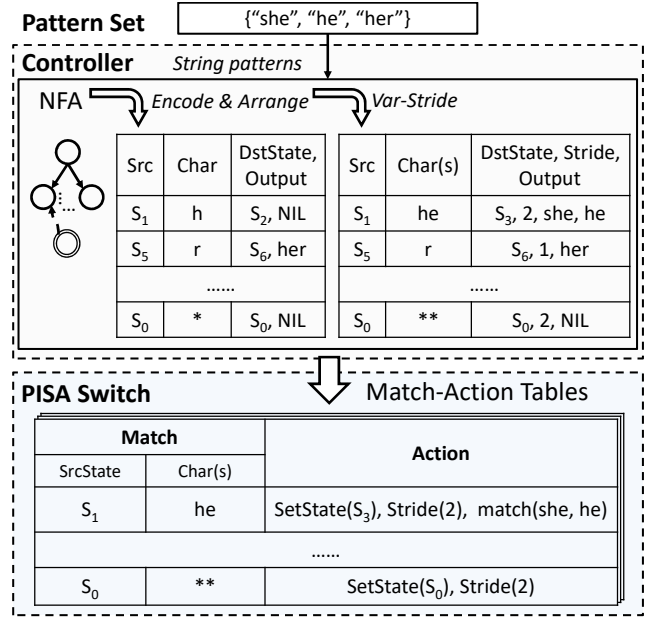 Pattern Set
{“she”, “he”, “her”}
Controller
String patterns
NFA
Encode & Arrange
Var-Stride
Src Char DstState, Output
S1 h S2, NIL
S5 r S6, her
......
S0 * S0, NIL
Src Char(s) DstState, Stride, Output
S1 he S3, 2, she, he
S5 r S6, 1, her
......
S0 ** S0, 2, NIL
PISA Switch
Match-Action Tables
Match Action
SrcState Char(s)
S1 he SetState(S3), Stride(2), match(she, he)
......
S0 ** SetState(S0), Stride(2)